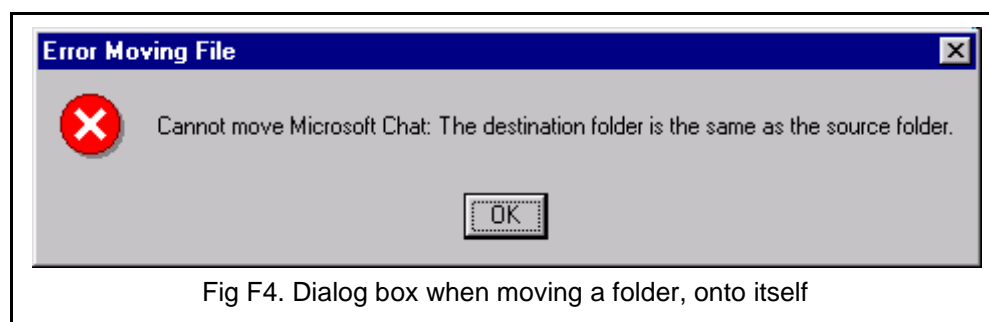 Error Moving File
Cannot move Microsoft Chat: The destination folder is the same as the source folder.
OK
Fig F4. Dialog box when moving a folder, onto itself